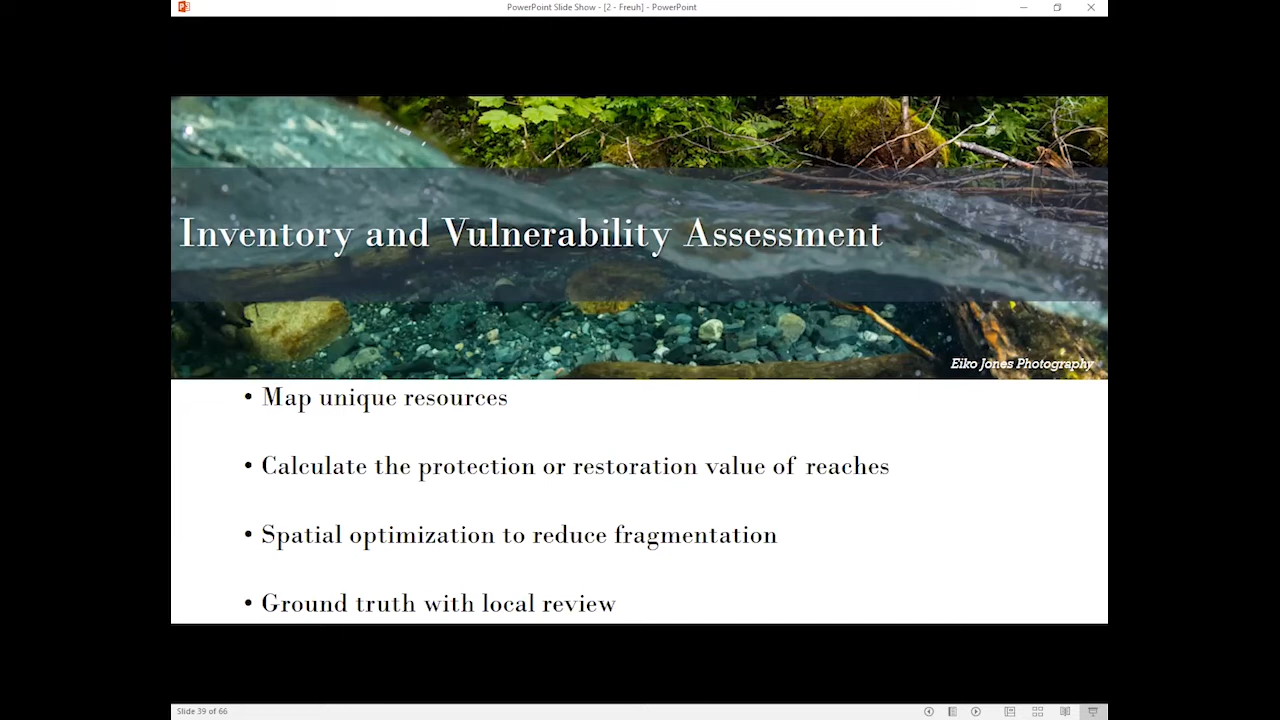 PowerPoint Slide Show - [2 - Freuh] - PowerPoint
Inventory and Vulnerability Assessment
Eiko Jones Photography
• Map unique resources
• Calculate the protection or restoration value of reaches
• Spatial optimization to reduce fragmentation
• Ground truth with local review
Slide 39 of 66